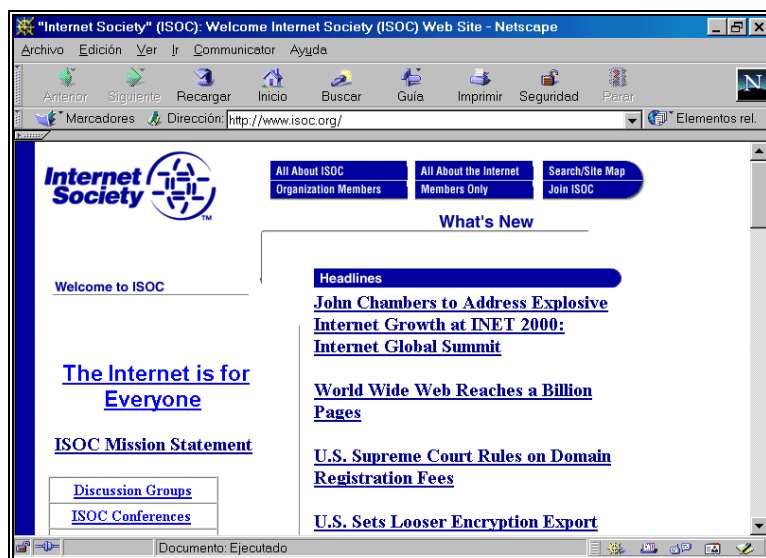 "Internet Society" (ISOC): Welcome Internet Society (ISOC) Web Site - Netscape
Archivo Edición Ver Ir Communicator Ayuda
Anterior Siguiente Recargar Inicio Buscar Guía Imprimir Seguridad Parar
N
Marcadores Dirección: http://www.isoc.org/ Elementos rel.
Internet Society TM
All About ISOC All About the Internet Search/Site Map
Organization Members Members Only Join ISOC
What's New
Welcome to ISOC
Headlines
John Chambers to Address Explosive
Internet Growth at INET 2000:
Internet Global Summit
The Internet is for
Everyone
World Wide Web Reaches a Billion
Pages
ISOC Mission Statement
U.S. Supreme Court Rules on Domain
Registration Fees
Discussion Groups
ISOC Conferences
U.S. Sets Looser Encryption Export
Documento: Ejecutado